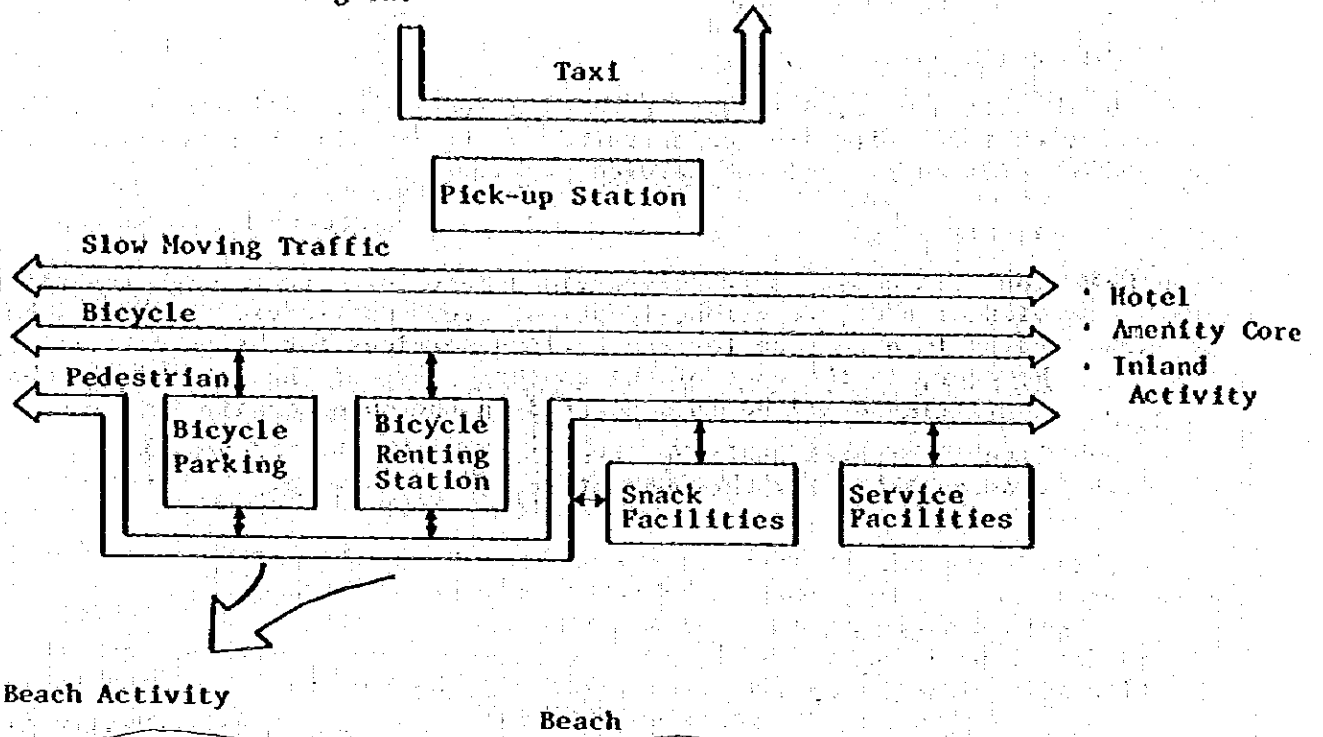 Taxi
Pick-up Station
Slow Moving Traffic
Bicycle
Pedestrian
• Hotel
• Amenity Core
• Inland
Activity
Bicycle
Parking
Bicycle
Renting
Station
Snack
Facilities
Service
Facilities
Beach Activity
Beach